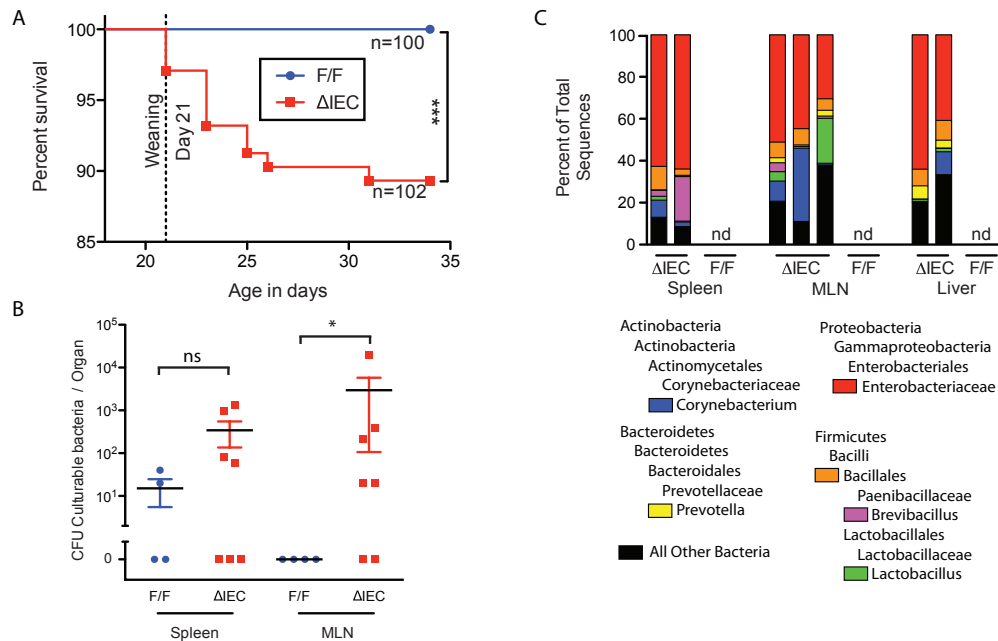 A
Percent survival
100
95
90
85
20
25
30
35
Age in days
Weaning
Day 21
F/F
ΔIEC
n=100
n=102
***
B
CFU Culturable bacteria / Organ
10^5
10^4
10^3
10^2
10^1
0
ns
*
F/F
ΔIEC
F/F
ΔIEC
Spleen
MLN
C
Percent of Total
Sequences
100
80
60
40
20
0
nd
nd
nd
ΔIEC
F/F
ΔIEC
F/F
ΔIEC
F/F
Spleen
MLN
Liver
Actinobacteria
Actinobacteria
Actinomycetales
Corynebacteriaceae
Corynebacterium
Bacteroidetes
Bacteroidetes
Bacteroidales
Prevotellaceae
Prevotella
All Other Bacteria
Proteobacteria
Gammaproteobacteria
Enterobacteriales
Enterobacteriaceae
Firmicutes
Bacilli
Bacillales
Paenibacillaceae
Brevibacillus
Lactobacillales
Lactobacillaceae
Lactobacillus